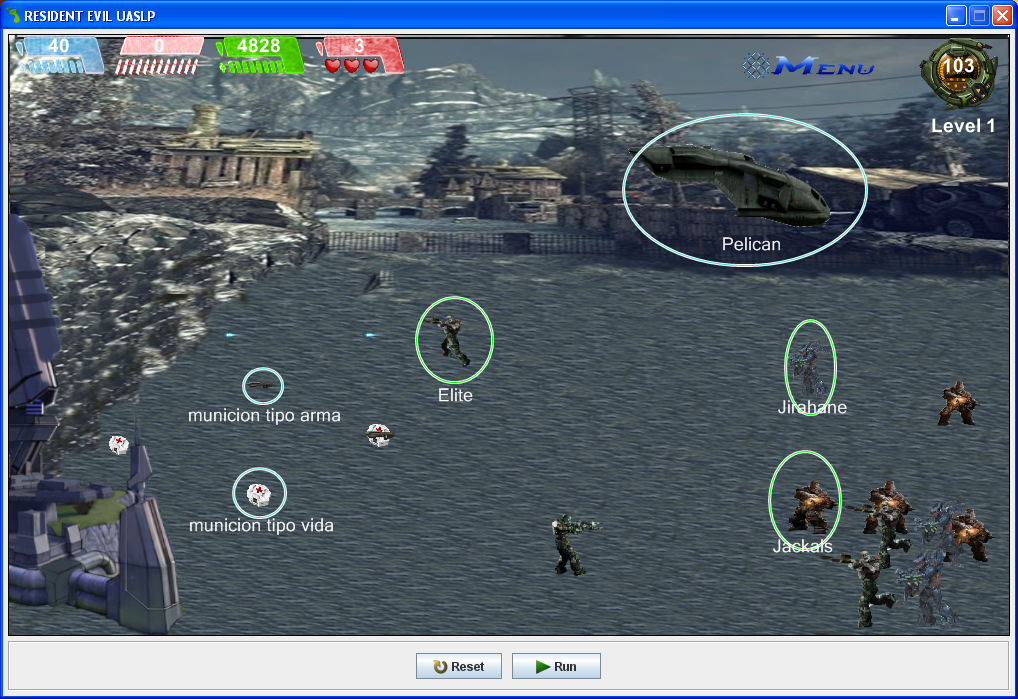 RESIDENT EVIL UASLP
40
0
4828
3
MENU
103
Level 1
Pelican
Elite
Jirahane
municion tipo arma
municion tipo vida
Jackals
Reset
Run